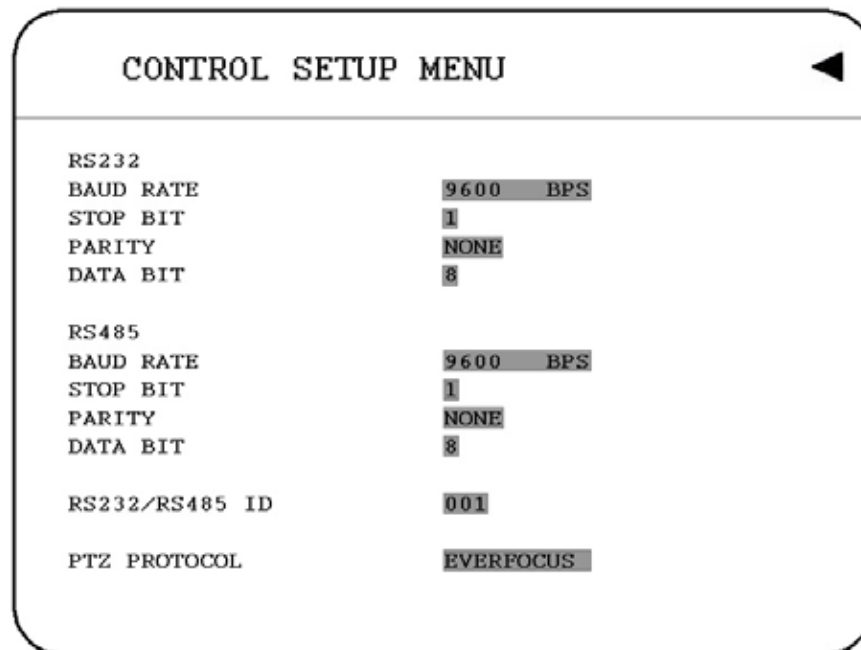 CONTROL SETUP MENU
RS232
BAUD RATE 9600 BPS
STOP BIT 1
PARITY NONE
DATA BIT 8
RS485
BAUD RATE 9600 BPS
STOP BIT 1
PARITY NONE
DATA BIT 8
RS232/RS485 ID 001
PTZ PROTOCOL EVERFOCUS